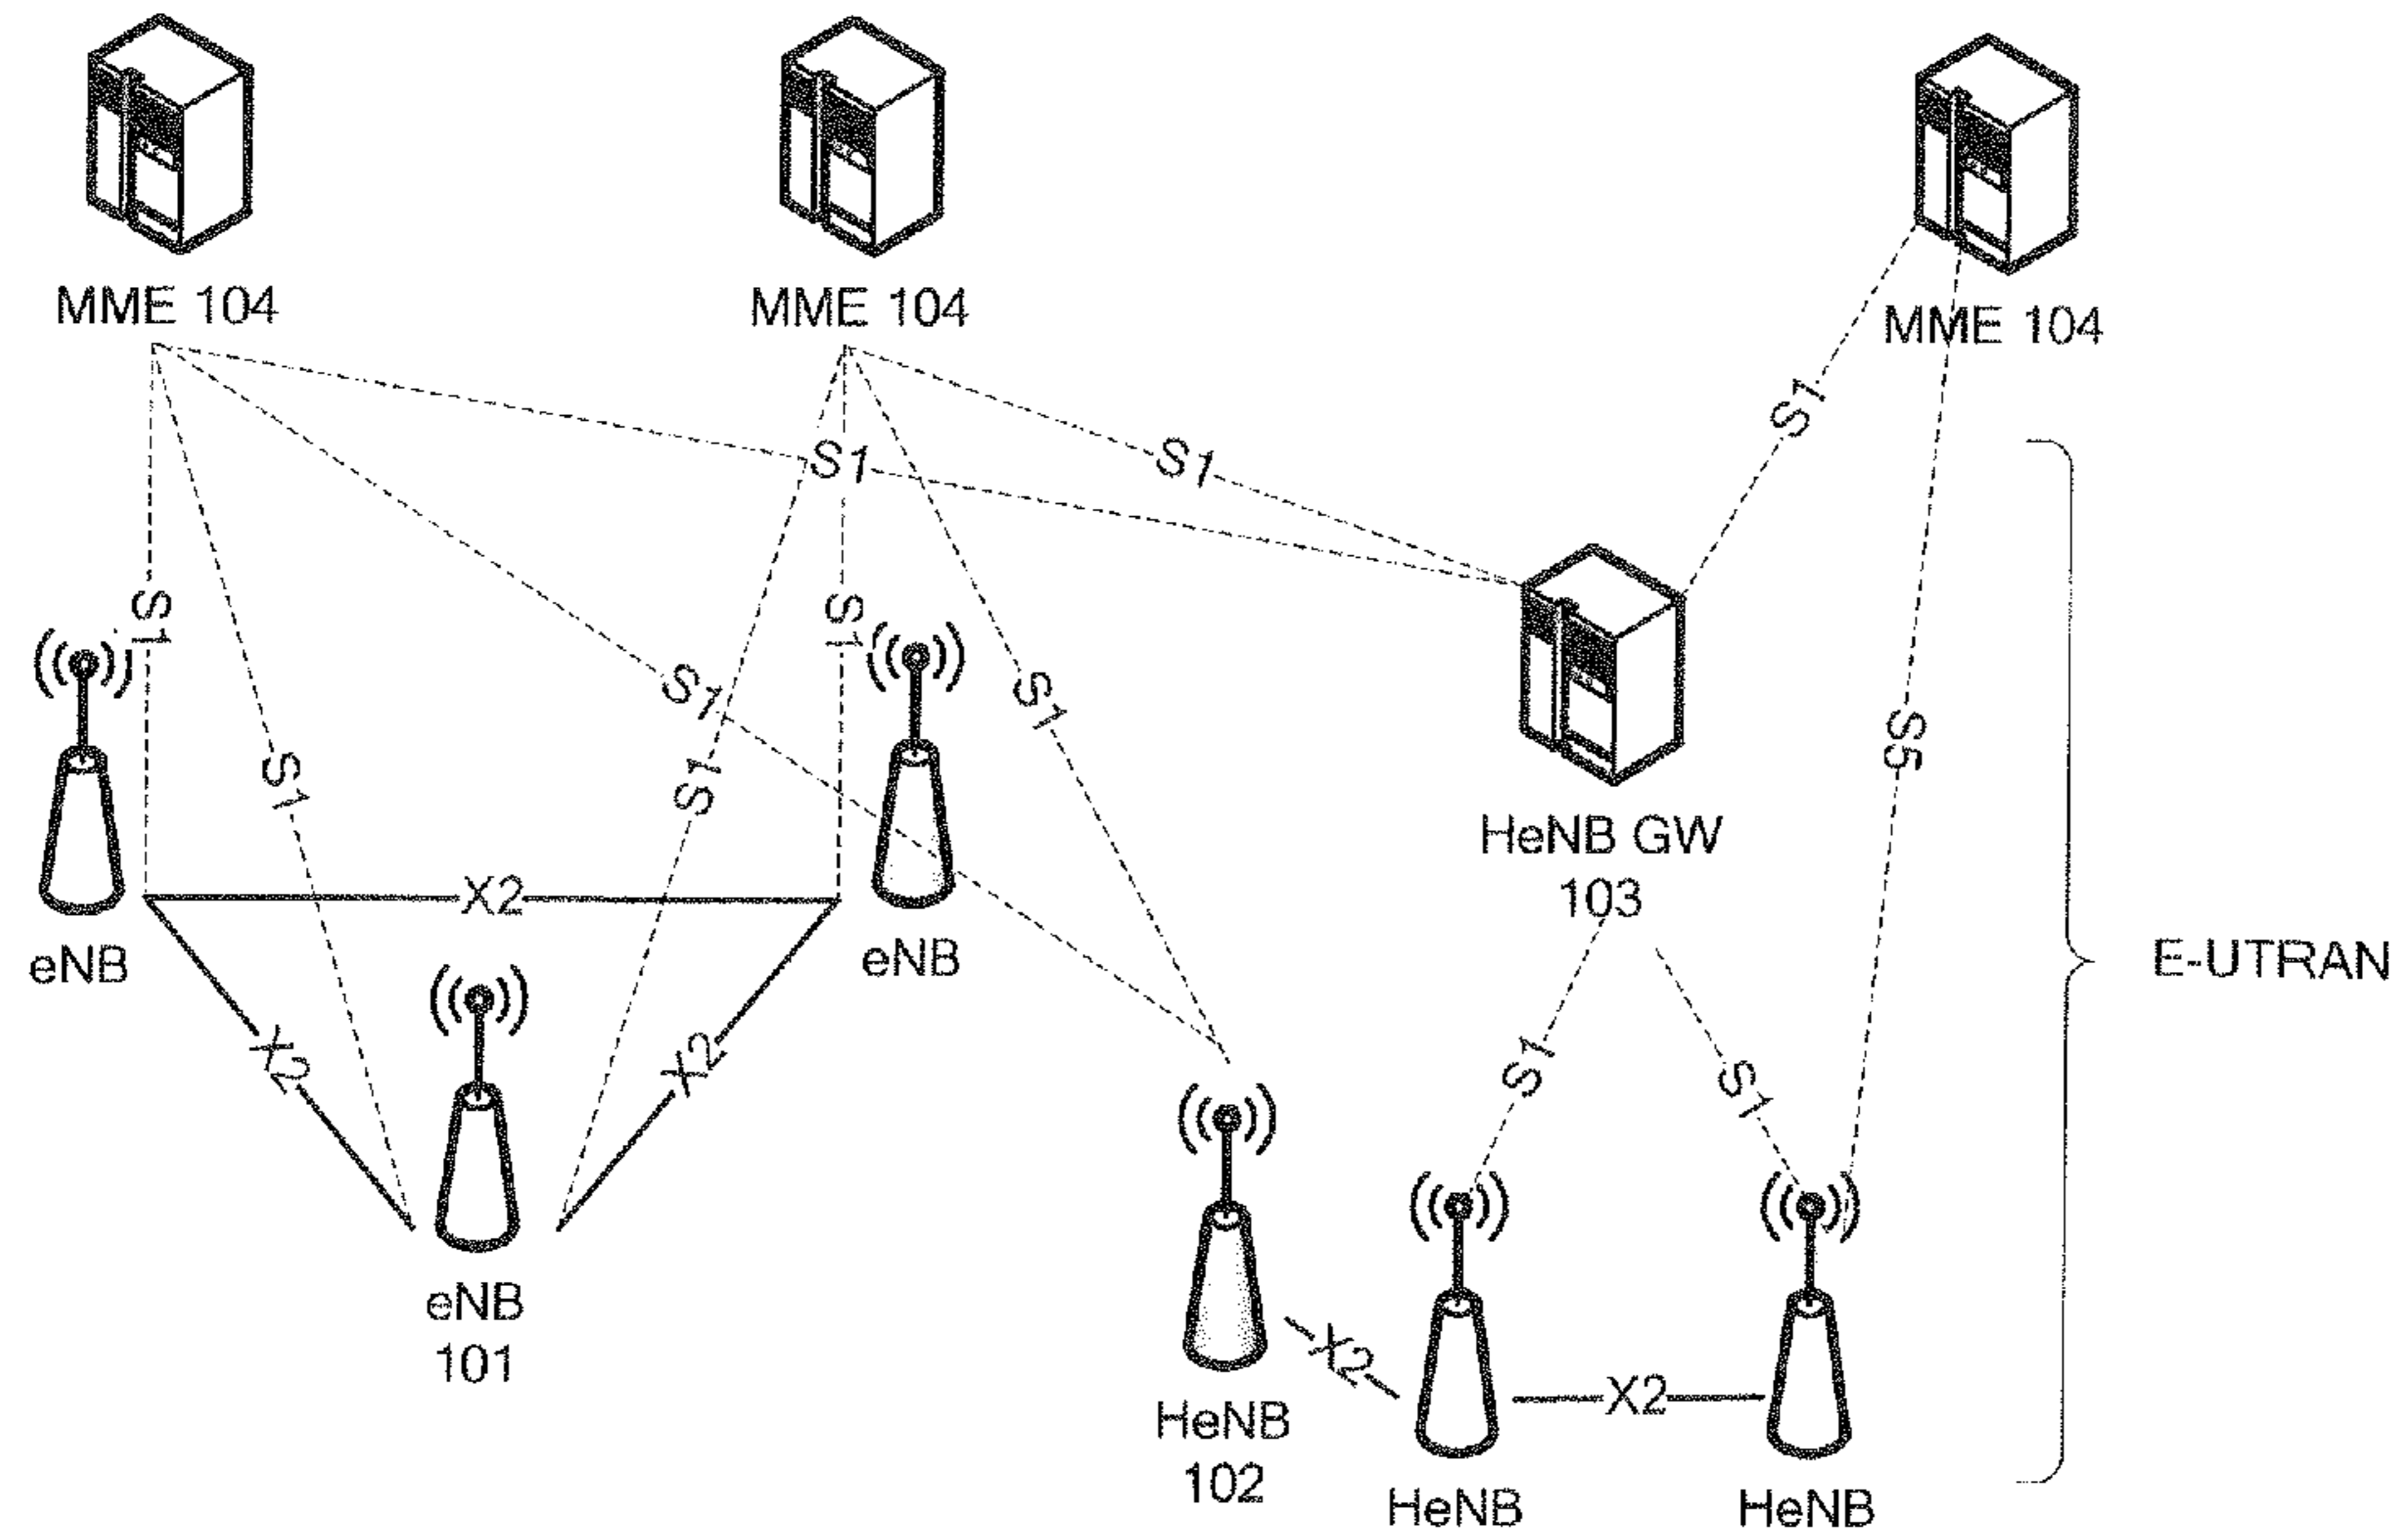 MME 104
MME 104
MME 104
S1
S1
S1
S1
S1
S1
S1
S1
S1
S1
S5
HeNB GW
103
X2
eNB
eNB
E-UTRAN
X2
X2
S1
S1
eNB
101
X2
X2
HeNB
102
HeNB
HeNB